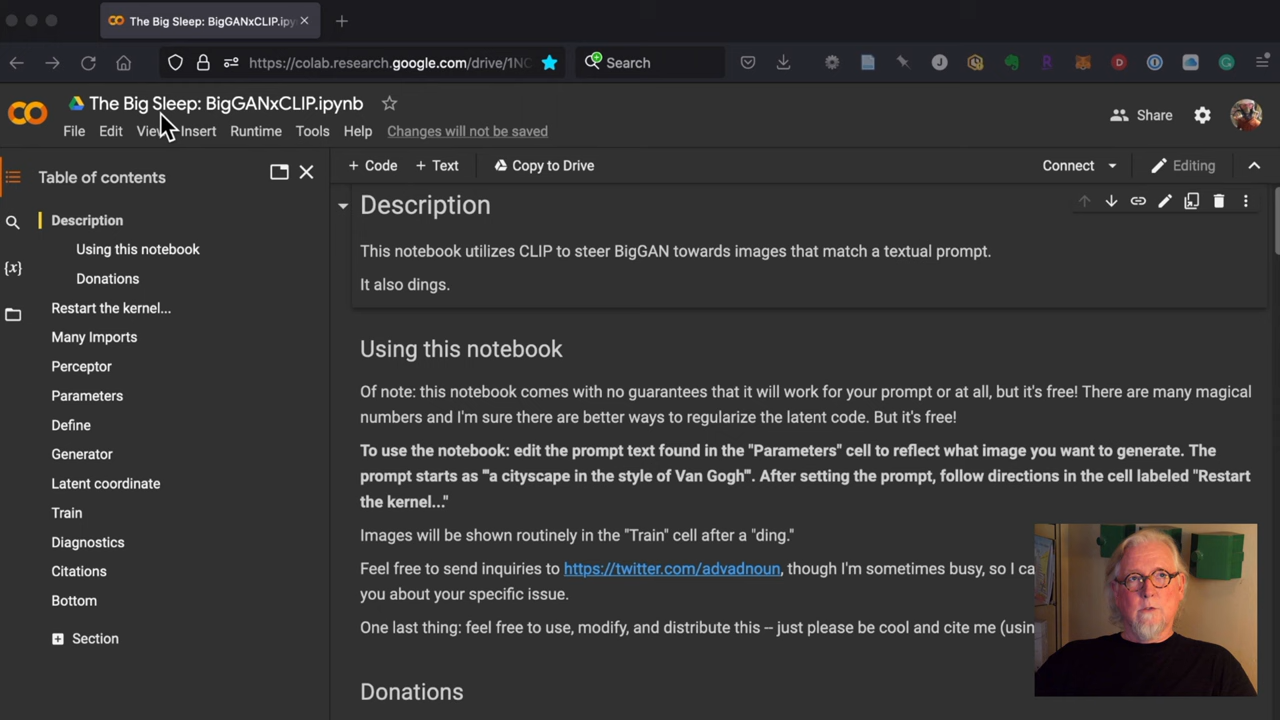 The Big Sleep: BigGANxCLIP.ipy
https://colab.research.google.com/drive/1NC
Search
The Big Sleep: BigGANxCLIP.ipynb
Share
File Edit View Insert Runtime Tools Help Changes will not be saved
Table of contents
+ Code + Text Copy to Drive
Connect
Editing
Description
Using this notebook
Donations
Restart the kernel...
Many Imports
Perceptor
Parameters
Define
Generator
Latent coordinate
Train
Diagnostics
Citations
Bottom
Section
Description
This notebook utilizes CLIP to steer BigGAN towards images that match a textual prompt.
It also dings.
Using this notebook
Of note: this notebook comes with no guarantees that it will work for your prompt or at all, but it's free! There are many magical
numbers and I'm sure there are better ways to regularize the latent code. But it's free!
To use the notebook: edit the prompt text found in the "Parameters" cell to reflect what image you want to generate. The
prompt starts as "'a cityscape in the style of Van Gogh'". After setting the prompt, follow directions in the cell labeled "Restart
the kernel..."
Images will be shown routinely in the "Train" cell after a "ding."
Feel free to send inquiries to https://twitter.com/advadnoun, though I'm sometimes busy, so I ca
you about your specific issue.
One last thing: feel free to use, modify, and distribute this -- just please be cool and cite me (usin
Donations